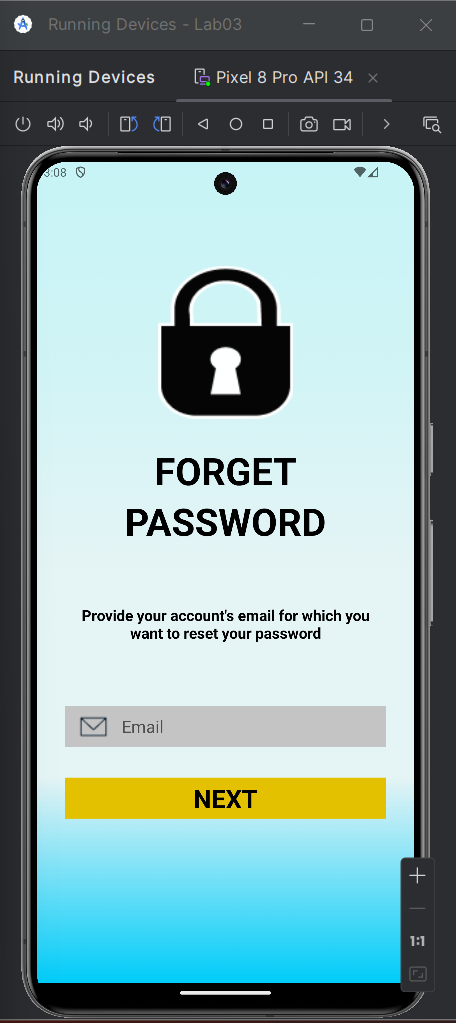 Running Devices - Lab03
Running Devices
Pixel 8 Pro API 34
3:08
FORGET
PASSWORD
Provide your account's email for which you
want to reset your password
Email
NEXT
1:1